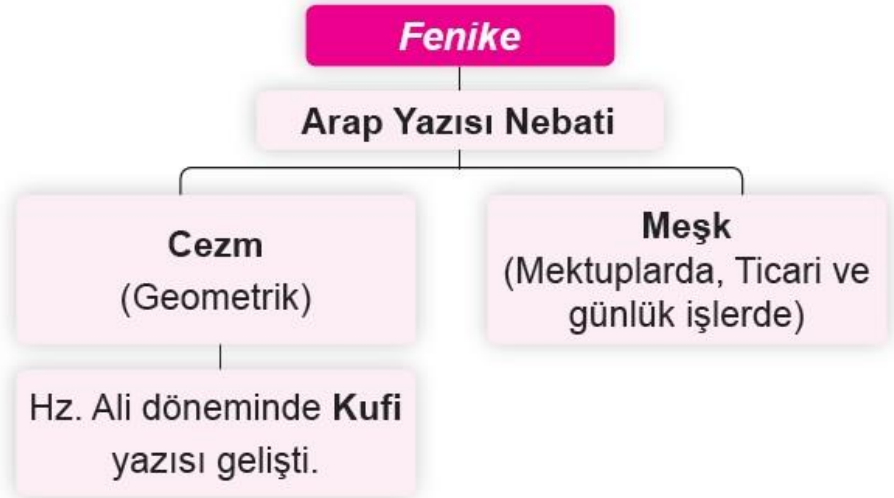 Fenike
Arap Yazısı Nebati
Cezm
(Geometrik)
Meşk
(Mektuplarda, Ticari ve
günlük işlerde)
Hz. Ali döneminde Kufi
yazısı gelişti.